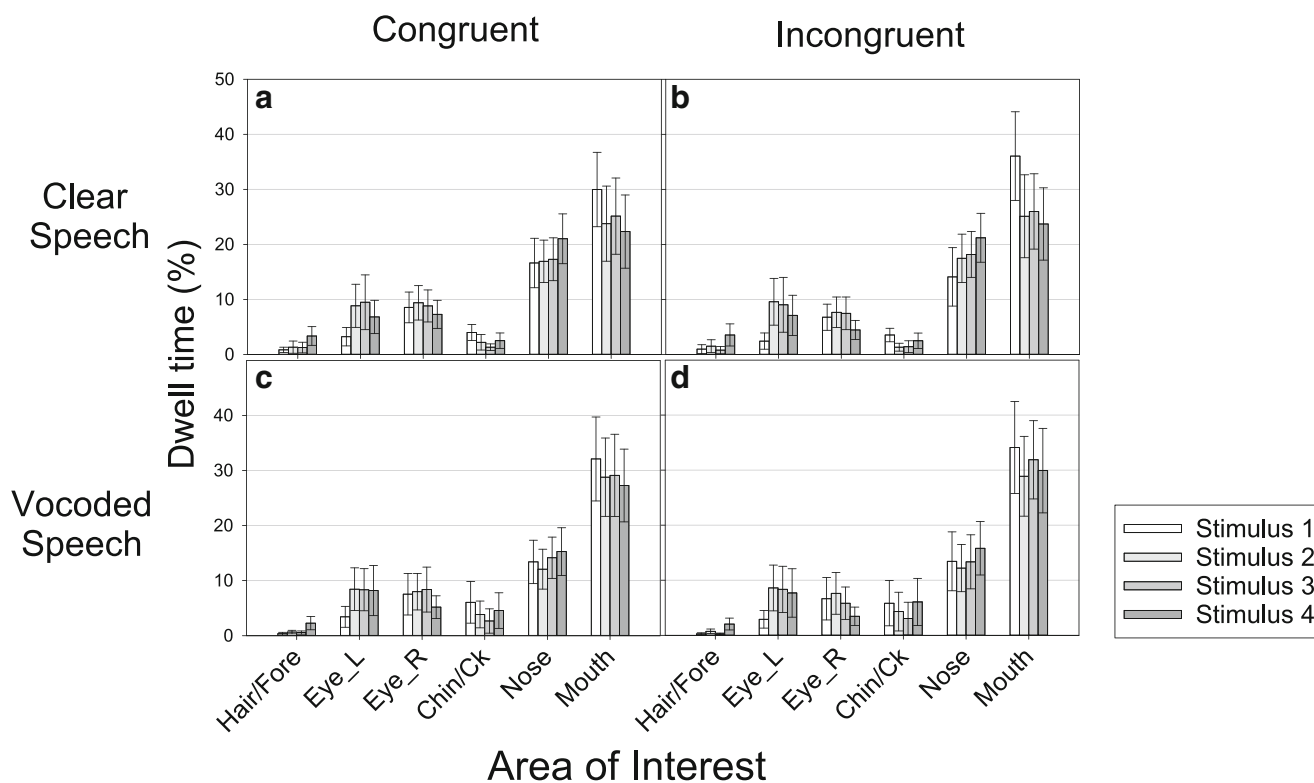 Congruent
Incongruent
Clear
Speech
Vocoded
Speech
Dwell time (%)
50
40
30
20
10
0
40
30
20
10
0
a
b
c
d
Hair/Fore
Eye_L
Eye_R
Chin/Ck
Nose
Mouth
Hair/Fore
Eye_L
Eye_R
Chin/Ck
Nose
Mouth
Area of Interest
Stimulus 1
Stimulus 2
Stimulus 3
Stimulus 4